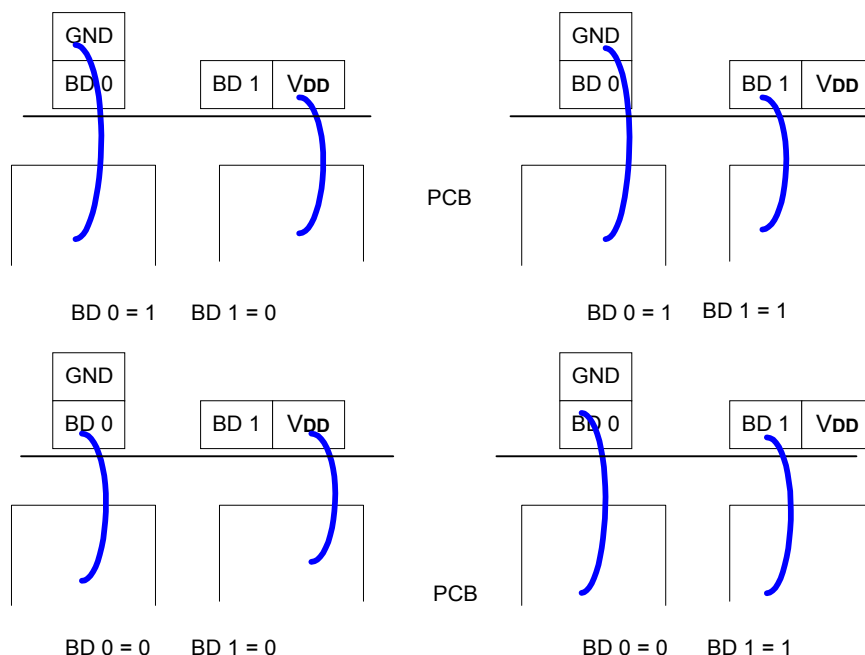 GND
BD 0
BD 1
VDD
GND
BD 0
BD 1
VDD
PCB
BD 0 = 1
BD 1 = 0
BD 0 = 1
BD 1 = 1
GND
BD 0
BD 1
VDD
GND
BD 0
BD 1
VDD
PCB
BD 0 = 0
BD 1 = 0
BD 0 = 0
BD 1 = 1